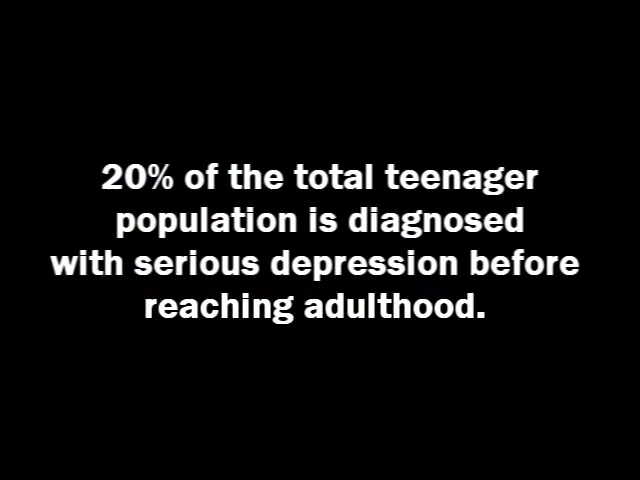 20% of the total teenager
population is diagnosed
with serious depression before
reaching adulthood.